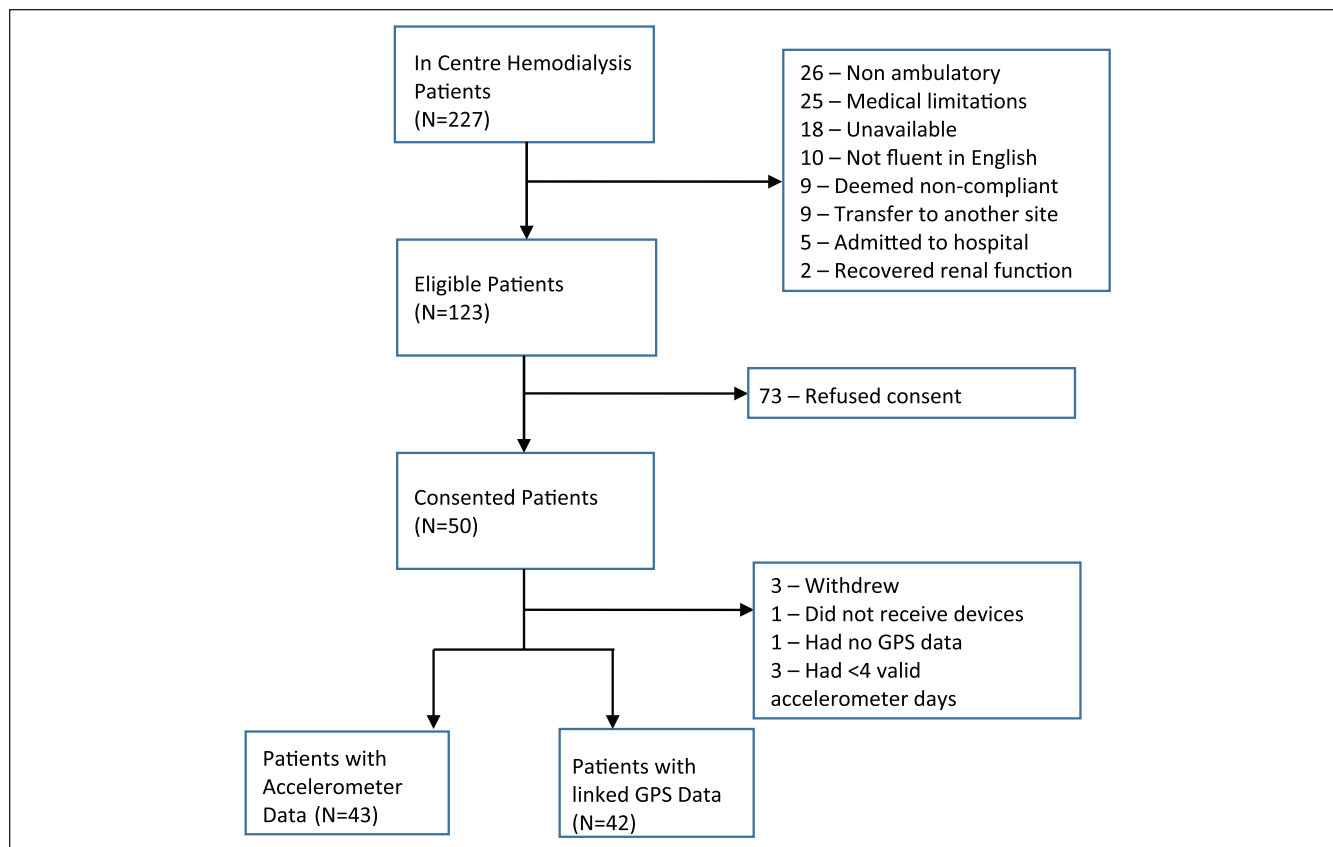 In Centre Hemodialysis
Patients
(N=227)
26 – Non ambulatory
25 – Medical limitations
18 – Unavailable
10 – Not fluent in English
9 – Deemed non-compliant
9 – Transfer to another site
5 – Admitted to hospital
2 – Recovered renal function
Eligible Patients
(N=123)
73 – Refused consent
Consented Patients
(N=50)
3 – Withdrew
1 – Did not receive devices
1 – Had no GPS data
3 – Had <4 valid
accelerometer days
Patients with
Accelerometer
Data (N=43)
Patients with
linked GPS Data
(N=42)